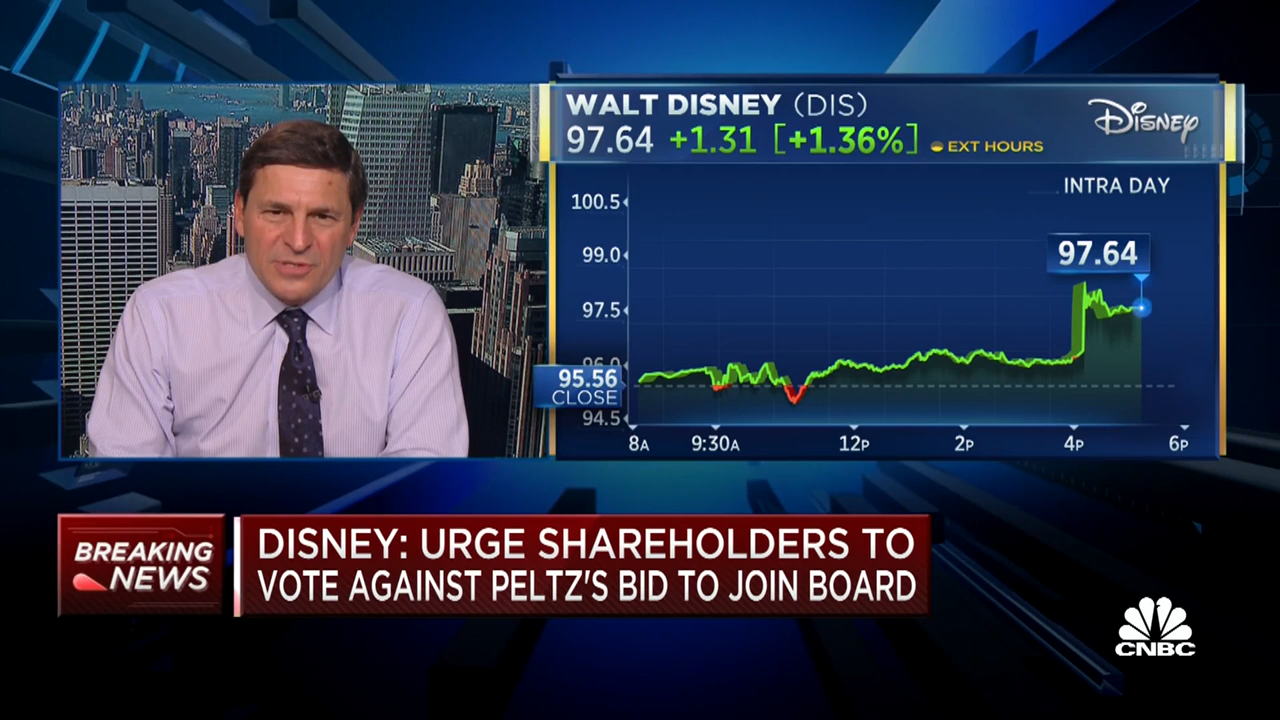 WALT DISNEY (DIS)
97.64 +1.31 [+1.36%] EXT HOURS
Disney
INTRA DAY
100.5
99.0
97.64
97.5
96.0
95.56
CLOSE
94.5
8A 9:30A 12P 2P 4P 6P
BREAKING
NEWS
DISNEY: URGE SHAREHOLDERS TO
VOTE AGAINST PELTZ'S BID TO JOIN BOARD
CNBC